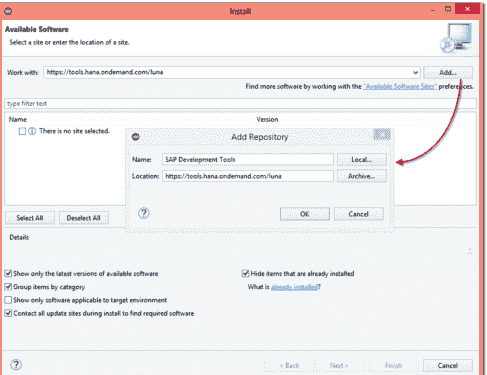 Install
Available Software
Select a site or enter the location of a site.
Work with: https://tools.hana.ondemand.com/luna Add...
Find more software by working with the "Available Software Sites" preferences.
type filter text
Name Version
There is no site selected.
Add Repository
Name: SAP Development Tools Local...
Location: https://tools.hana.ondemand.com/luna Archive...
? OK Cancel
Select All Deselect All
Details
Show only the latest versions of available software Hide items that are already installed
Group items by category What is already installed?
Show only software applicable to target environment
Contact all update sites during install to find required software
? < Back Next > Finish Cancel